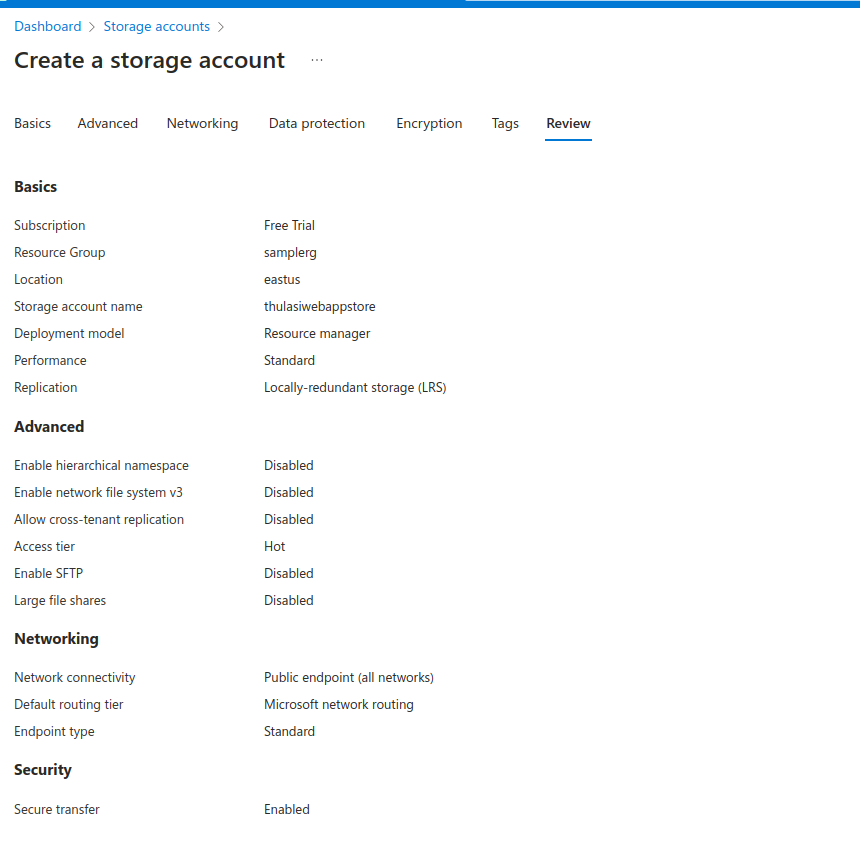 Dashboard > Storage accounts >
Create a storage account ...
Basics Advanced Networking Data protection Encryption Tags Review
Basics
Subscription Free Trial
Resource Group samplerg
Location eastus
Storage account name thulasiwebappstore
Deployment model Resource manager
Performance Standard
Replication Locally-redundant storage (LRS)
Advanced
Enable hierarchical namespace Disabled
Enable network file system v3 Disabled
Allow cross-tenant replication Disabled
Access tier Hot
Enable SFTP Disabled
Large file shares Disabled
Networking
Network connectivity Public endpoint (all networks)
Default routing tier Microsoft network routing
Endpoint type Standard
Security
Secure transfer Enabled